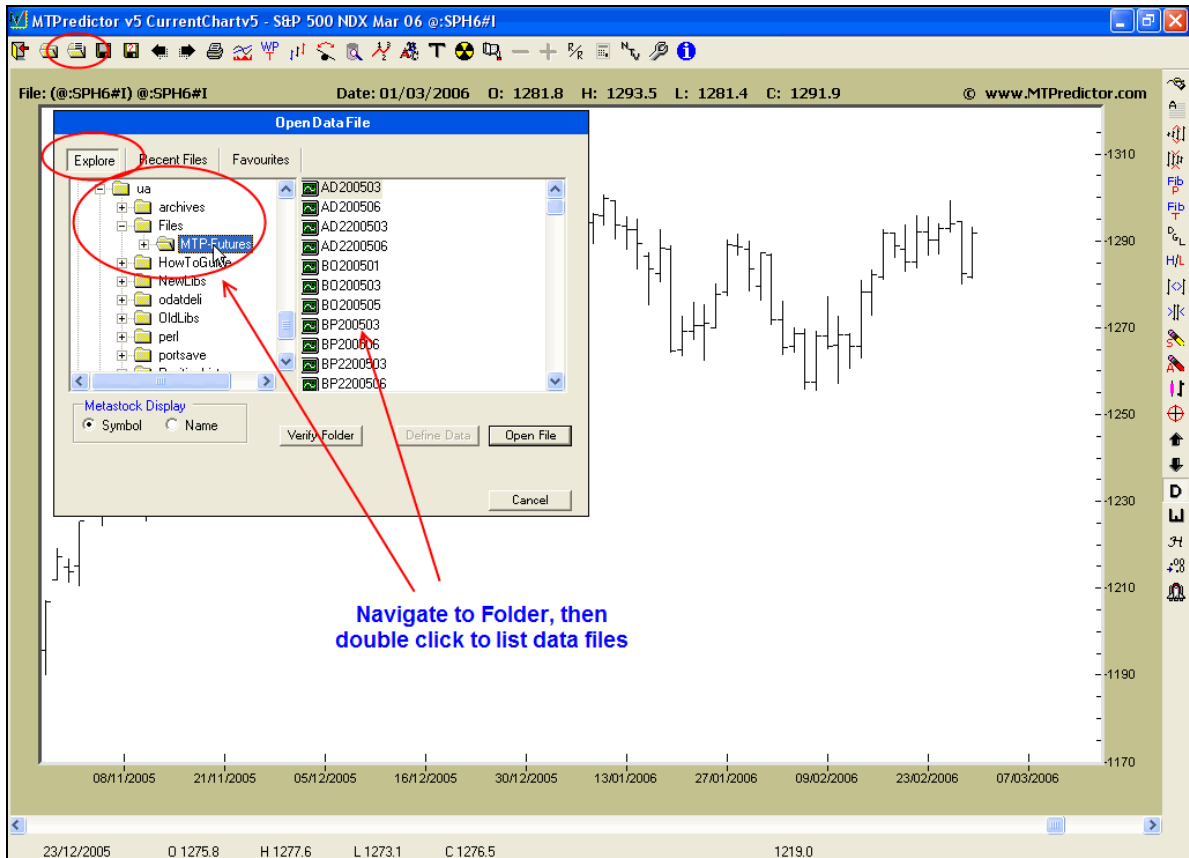 MTPredictor v5 CurrentChartv5 - S&P 500 NDX Mar 06 @:SPH6#I
WP T R/R
File: (@:SPH6#I) @:SPH6#I Date: 01/03/2006 O: 1281.8 H: 1293.5 L: 1281.4 C: 1291.9 © www.MTPredictor.com
Open Data File
Explore Recent Files Favourites
ua
archives
Files
MTP-Futures
HowToGuide
NewLibs
odatdeli
OldLibs
perl
portsave
AD200503
AD200506
AD2200503
AD2200506
BO200501
BO200503
BO200505
BP200503
BP200506
BP2200503
BP2200506
Metastock Display
Symbol Name
Verify Folder Define Data Open File
Cancel
Navigate to Folder, then
double click to list data files
1310
1290
1270
1250
1230
1210
1190
1170
Fib P
Fib T
H/L
D
08/11/2005 21/11/2005 05/12/2005 16/12/2005 30/12/2005 13/01/2006 27/01/2006 09/02/2006 23/02/2006 07/03/2006
23/12/2005 O 1275.8 H 1277.6 L 1273.1 C 1276.5 1219.0